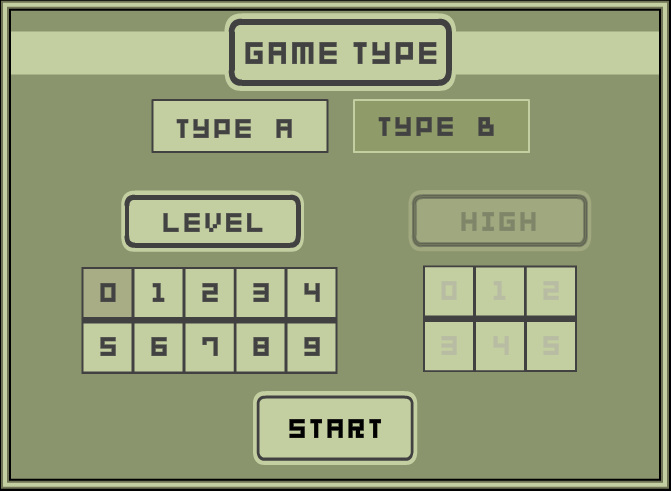 GAME TYPE
TYPE A TYPE B
LEVEL HIGH
0 1 2 3 4 0 1 2
5 6 7 8 9 3 4 5
START